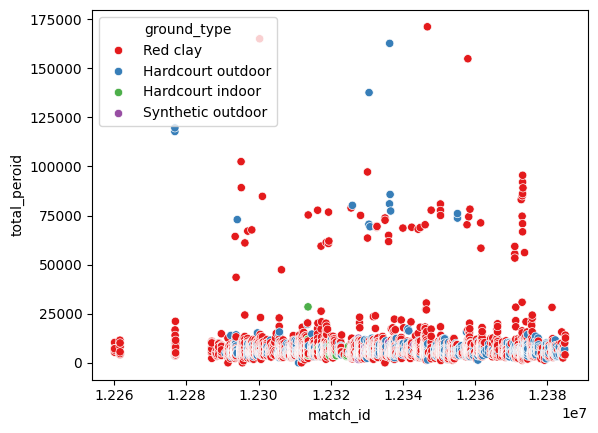 ground_type
Red clay
Hardcourt outdoor
Hardcourt indoor
Synthetic outdoor
175000
150000
125000
100000
75000
50000
25000
0
total_peroid
1.226 1.228 1.230 1.232 1.234 1.236 1.238
1e7
match_id